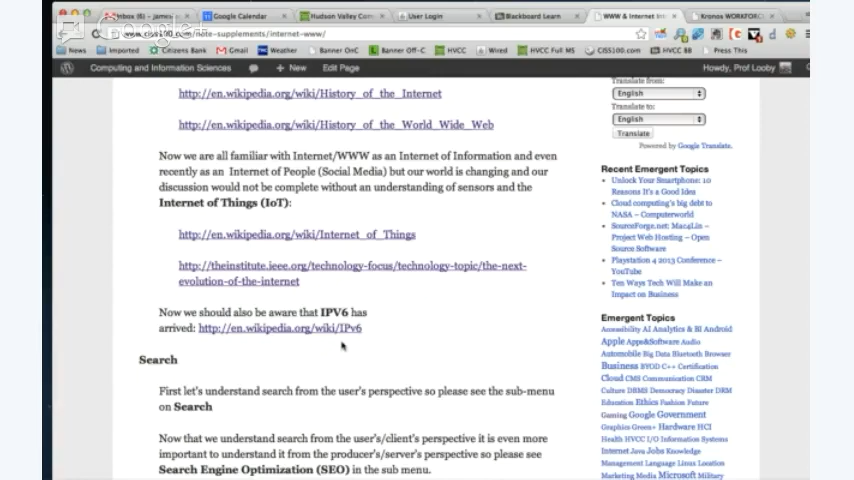 Inbox (6) – james
Google Calendar
Hudson Valley Com
User Login
Blackboard Learn
WWW & Internet In
Kronos WORKFORC
Google
www.ciss100.com/note-supplements/internet-www/
News
Imported
Citizens Bank
Gmail
Weather
Banner OnC
Banner Off-C
HVCC
Wired
HVCC Full MS
CiSS100.com
HVCC BB
Press This
Computing and Information Sciences
+ New
Edit Page
Howdy, Prof Looby
http://en.wikipedia.org/wiki/History_of_the_Internet
http://en.wikipedia.org/wiki/History_of_the_World_Wide_Web
Now we are all familiar with Internet/WWW as an Internet of Information and even
recently as an Internet of People (Social Media) but our world is changing and our
discussion would not be complete without an understanding of sensors and the
Internet of Things (IoT):
http://en.wikipedia.org/wiki/Internet_of_Things
http://theinstitute.ieee.org/technology-focus/technology-topic/the-next-
evolution-of-the-internet
Now we should also be aware that IPV6 has
arrived: http://en.wikipedia.org/wiki/IPv6
Search
First let's understand search from the user's perspective so please see the sub-menu
on Search
Now that we understand search from the user's/client's perspective it is even more
important to understand it from the producer's/server's perspective so please see
Search Engine Optimization (SEO) in the sub menu.
Translate from:
English
Translate to:
English
Translate
Powered by Google Translate.
Recent Emergent Topics
Unlock Your Smartphone: 10
Reasons It's a Good Idea
Cloud computing's big debut to
NASA – Computerworld
SourceForge.net: Mac4Lin –
Project Web Hosting – Open
Source Software
Playstation 4 2013 Conference –
YouTube
Ten Ways Tech Will Make an
Impact on Business
Emergent Topics
Accessibility AI Analytics & BI Android
Apple Apps&Software Audio
Automobile Big Data Bluetooth Browser
Business BYOD C++ Certification
Cloud CMS Communication CRM
Culture DBMS Democracy Disaster DRM
Education Ethics Fashion Future
Gaming Google Government
Graphics Green+ Hardware HCI
Health HVCC I/O Information Systems
Internet Java Jobs Knowledge
Management Language Linux Location
Marketing Media Microsoft Military